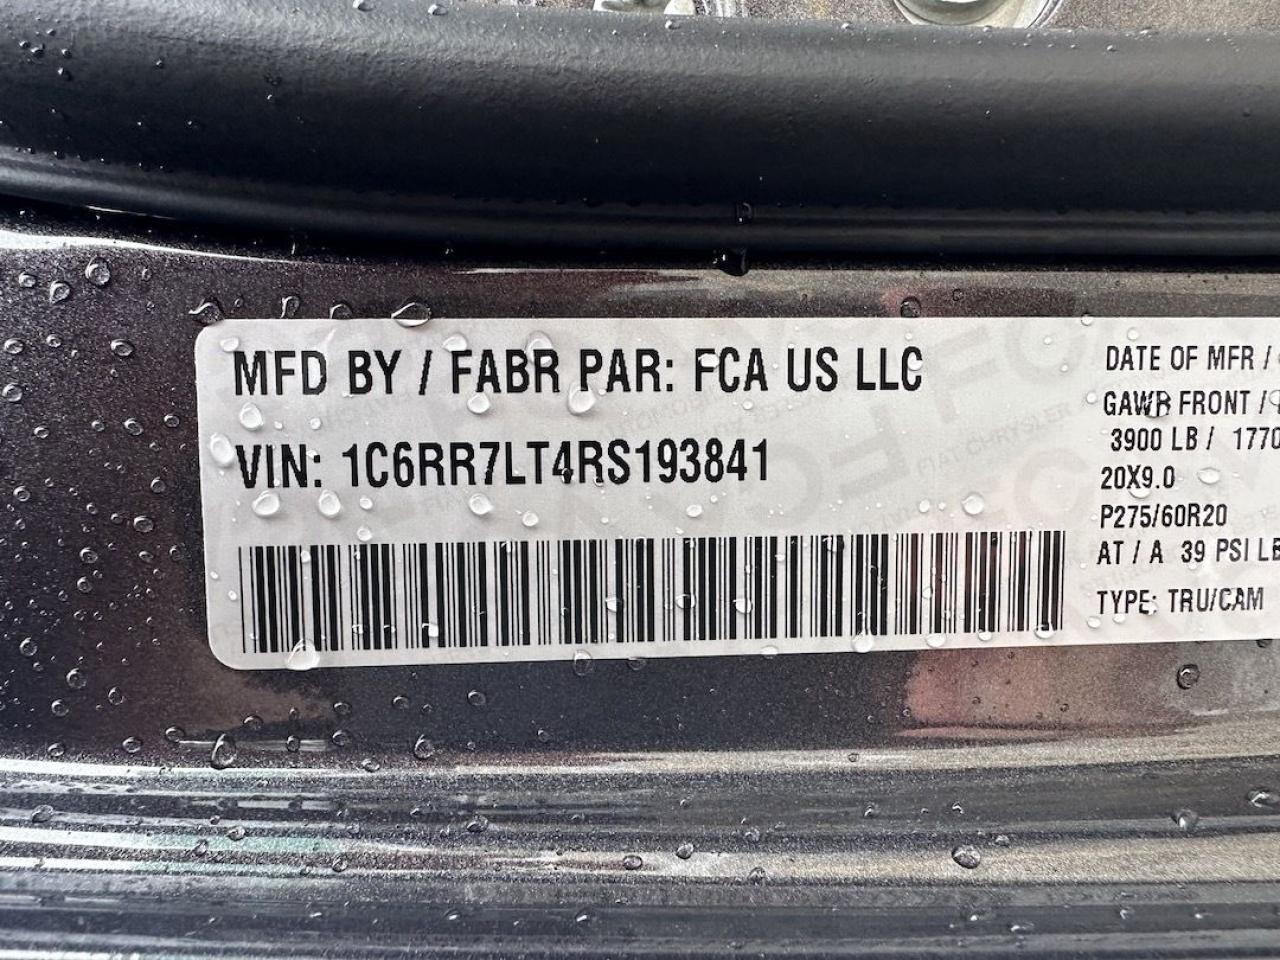 MFD BY / FABR PAR: FCA US LLC
VIN: 1C6RR7LT4RS193841
DATE OF MFR /
GAWR FRONT /
3900 LB / 1770
20X9.0
P275/60R20
AT / A 39 PSI
TYPE: TRU/CAM